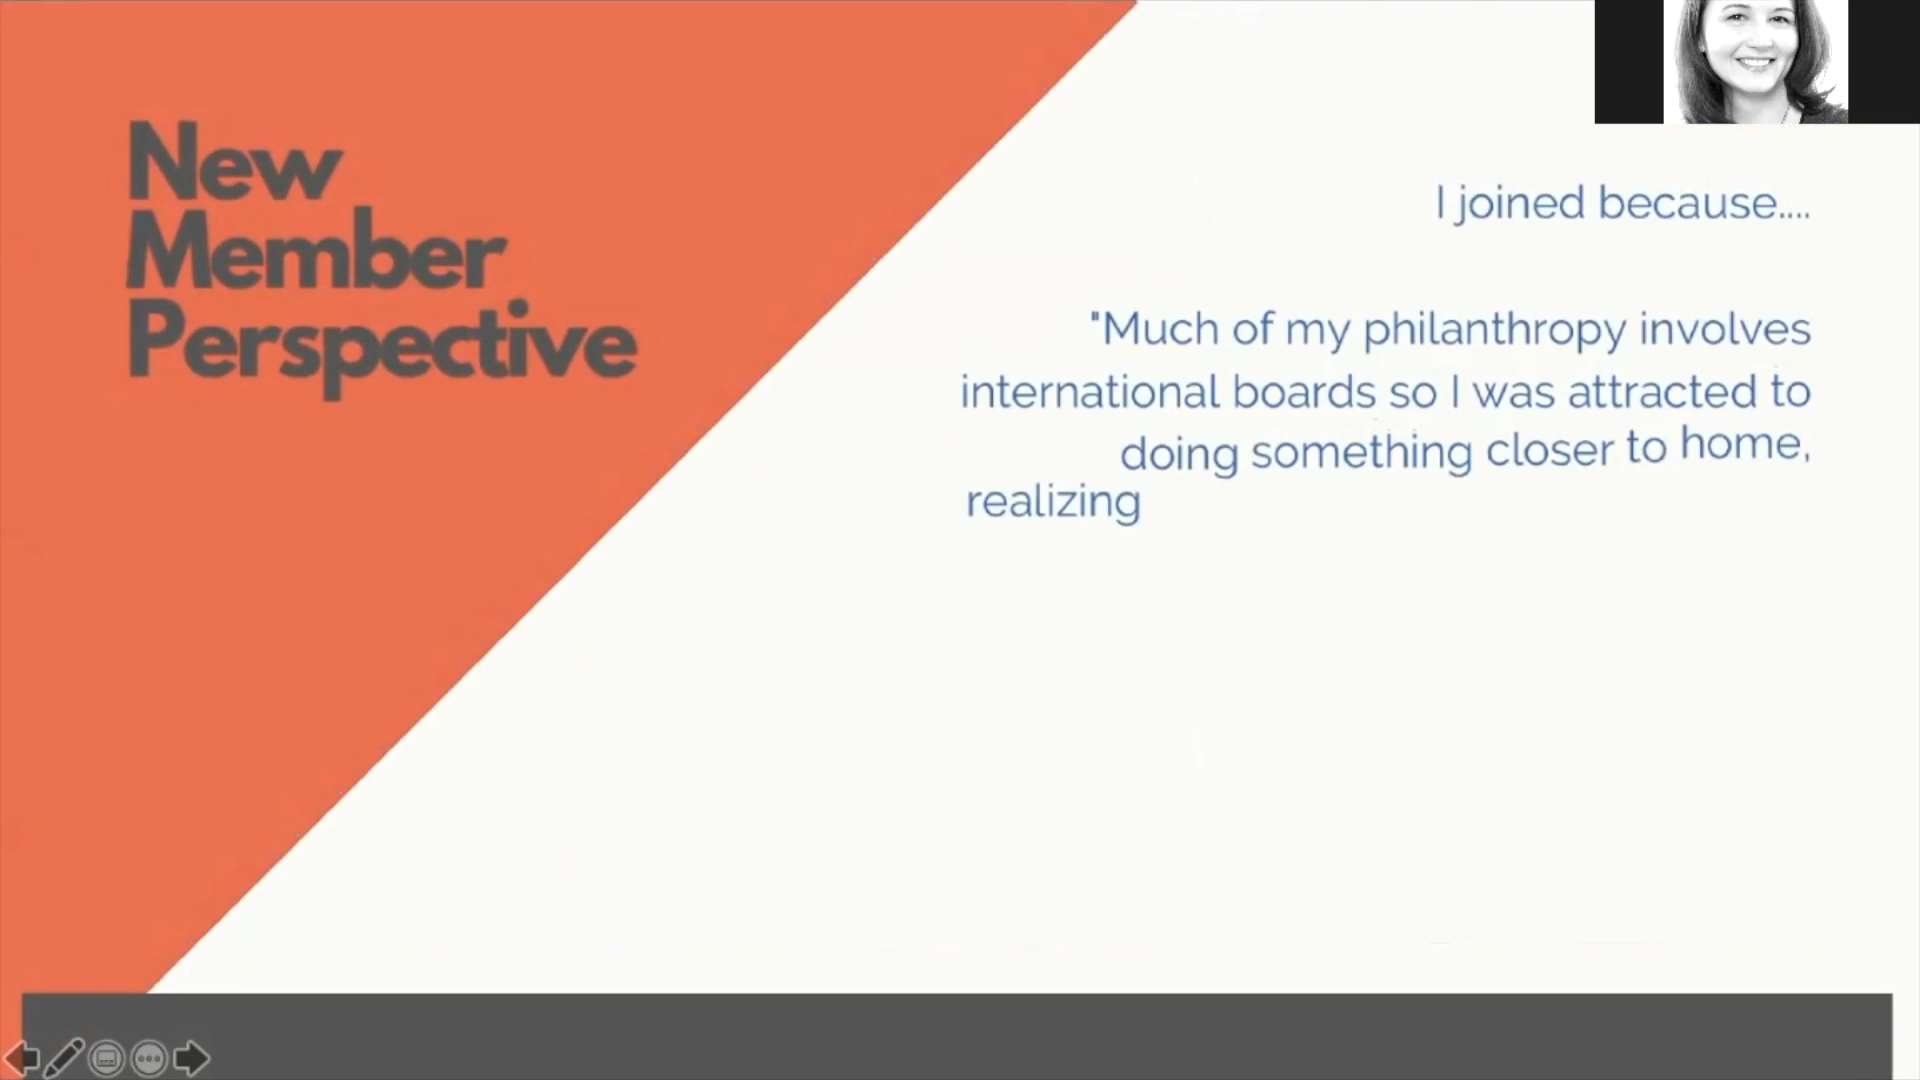 New
Member
Perspective
I joined because....
"Much of my philanthropy involves
international boards so I was attracted to
doing something closer to home,
realizing